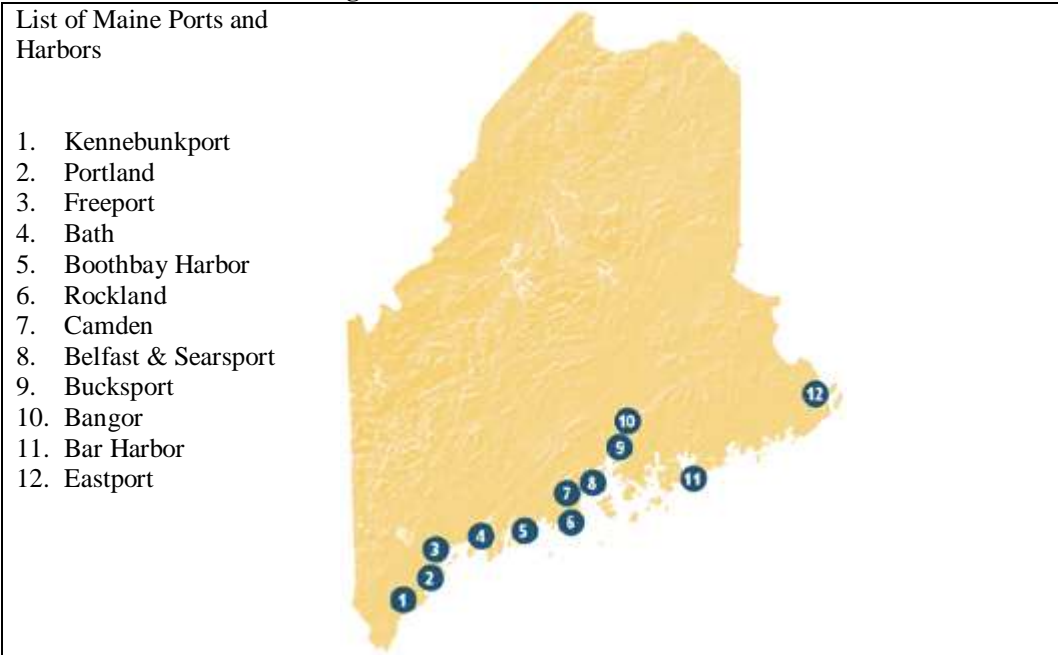 List of Maine Ports and
Harbors
1. Kennebunkport
2. Portland
3. Freeport
4. Bath
5. Boothbay Harbor
6. Rockland
7. Camden
8. Belfast & Searsport
9. Bucksport
10. Bangor
11. Bar Harbor
12. Eastport
12
10
9
11
8
7
6
5
4
3
2
1